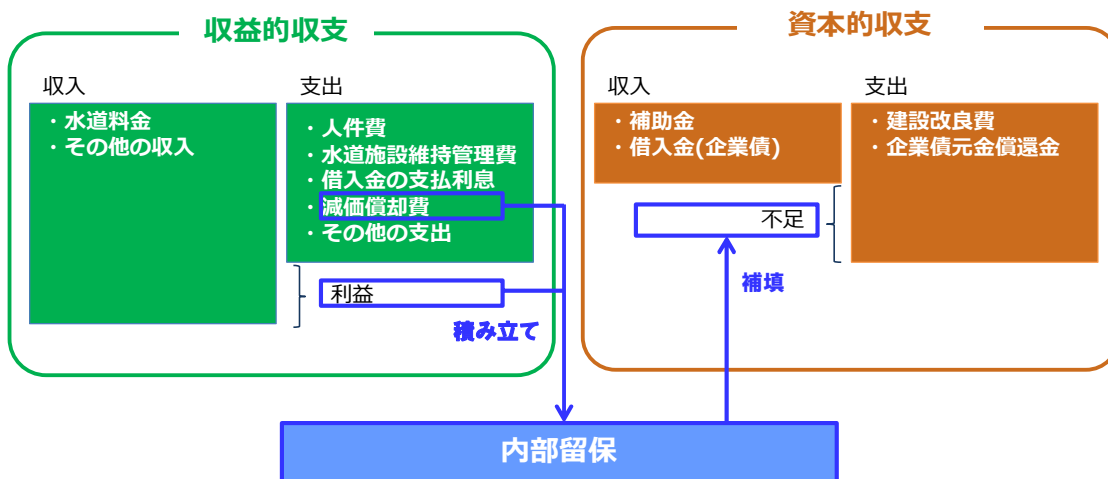 収益的収支
収入
・水道料金
・その他の収入
支出
・人件費
・水道施設維持管理費
・借入金の支払利息
・減価償却費
・その他の支出
利益
積み立て
資本的収支
収入
・補助金
・借入金(企業債)
支出
・建設改良費
・企業債元金償還金
不足
補填
内部留保